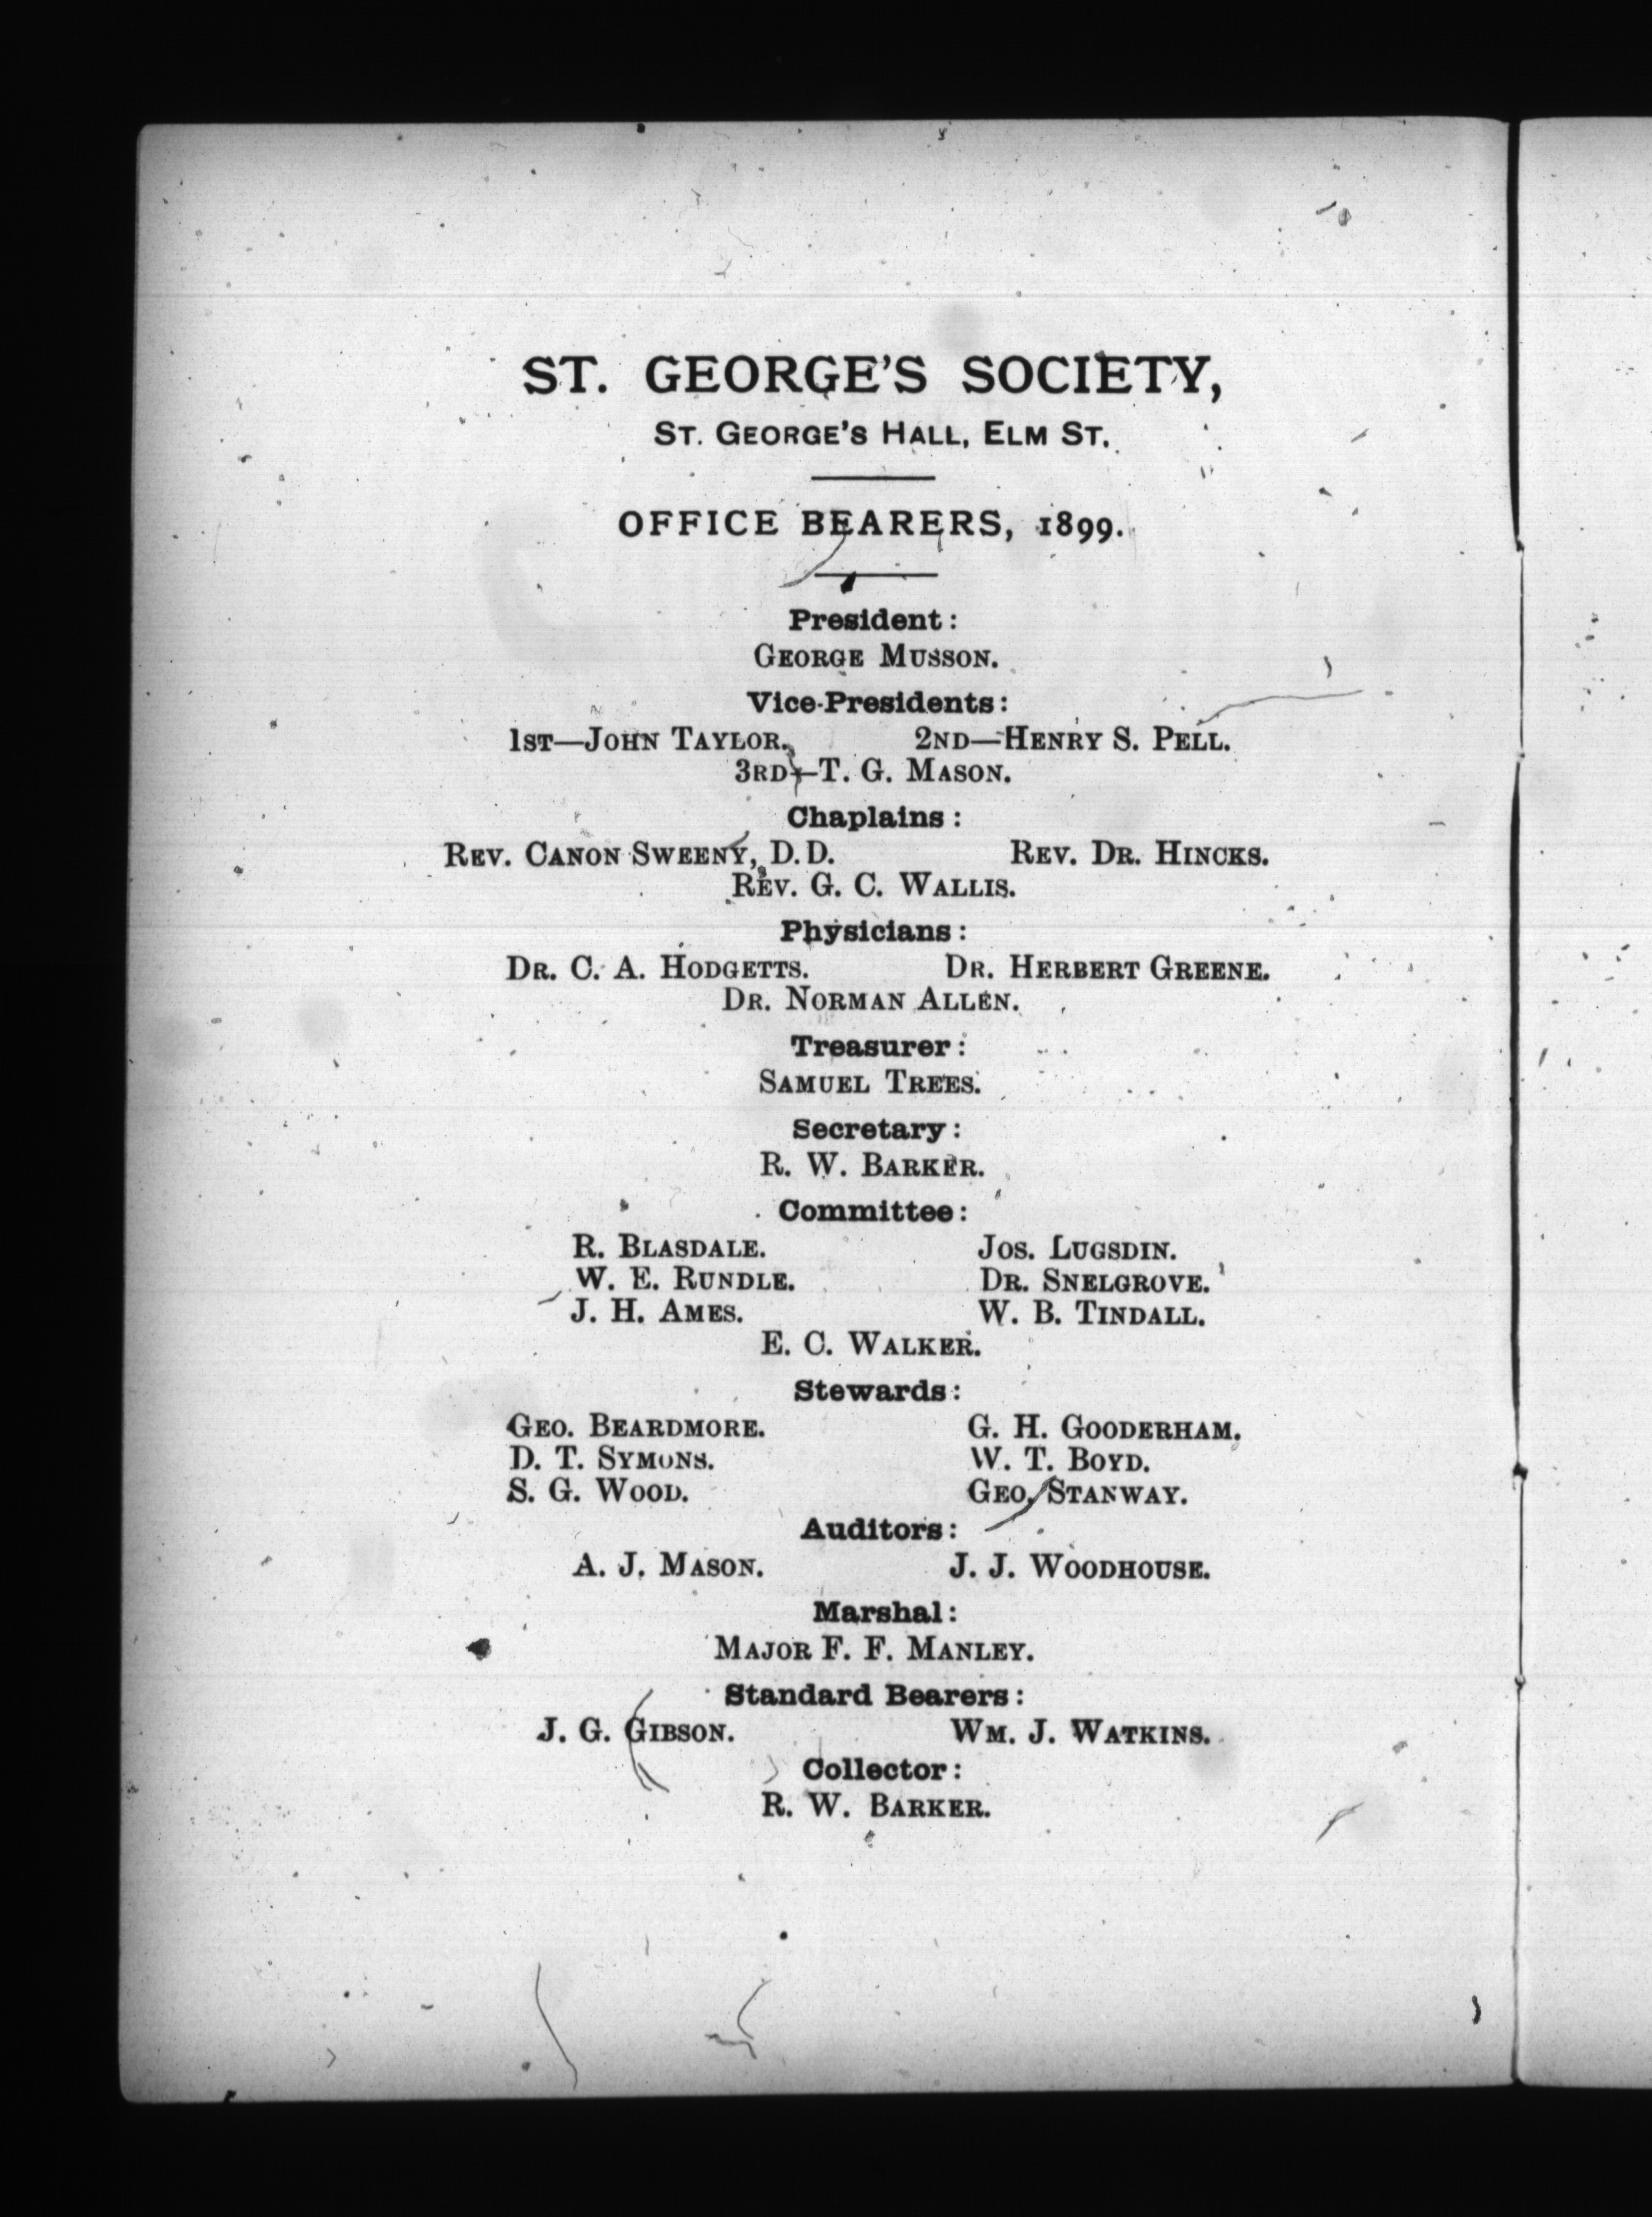 ST. GEORGE'S SOCIETY,
ST. GEORGE'S HALL, ELM ST.
OFFICE BEARERS, 1899.
President:
GEORGE MUSSON.
Vice-Presidents:
1ST—JOHN TAYLOR. 2ND—HENRY S. PELL.
3RD—T. G. MASON.
Chaplains:
REV. CANON SWEENY, D.D. REV. DR. HINCKS.
REV. G. C. WALLIS.
Physicians:
DR. C. A. HODGETTS. DR. HERBERT GREENE.
DR. NORMAN ALLEN.
Treasurer:
SAMUEL TREES.
Secretary:
R. W. BARKER.
Committee:
R. BLASDALE. JOS. LUGSDIN.
W. E. RUNDLE. DR. SNELGROVE.
J. H. AMES. W. B. TINDALL.
E. C. WALKER.
Stewards:
GEO. BEARDMORE. G. H. GOODERHAM.
D. T. SYMONS. W. T. BOYD.
S. G. WOOD. GEO. STANWAY.
Auditors:
A. J. MASON. J. J. WOODHOUSE.
Marshal:
MAJOR F. F. MANLEY.
Standard Bearers:
J. G. GIBSON. WM. J. WATKINS.
Collector:
R. W. BARKER.